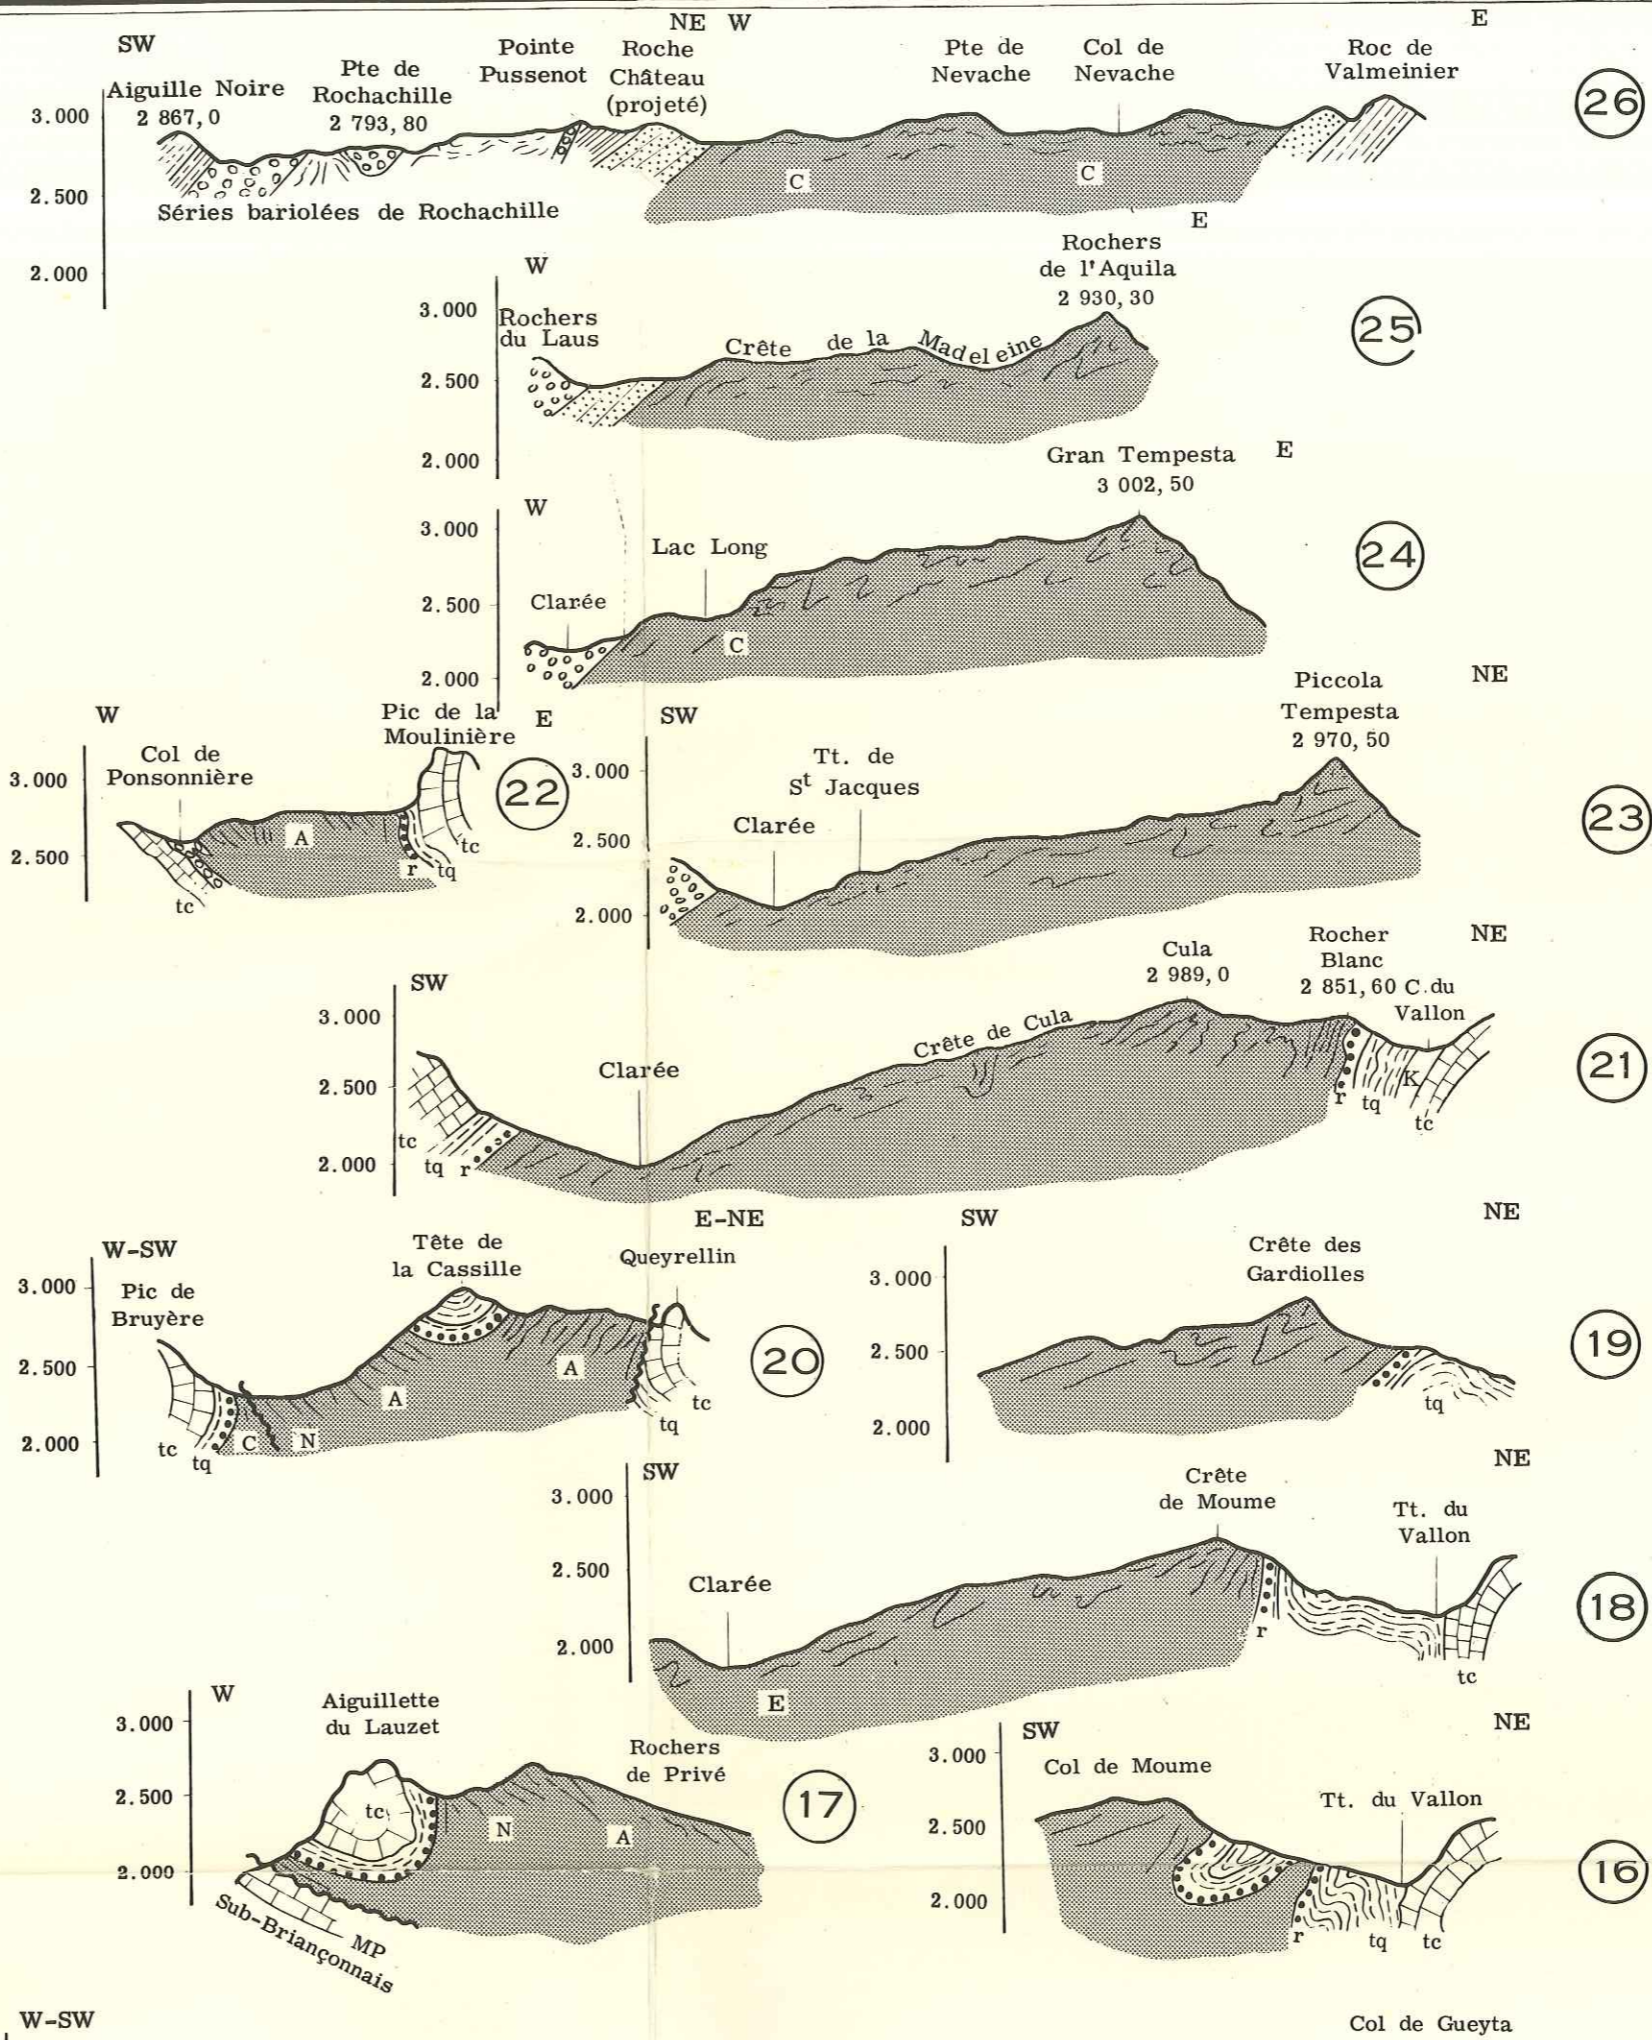 NE W
E
SW
Pointe
Pussenot
Roche
Château
(projeté)
Pte de
Nevache
Col de
Nevache
Roc de
Valmeinier
26
Aiguille Noire
2 867,0
Pte de
Rochachille
2 793,80
3.000
2.500
2.000
C
C
Séries bariolées de Rochachille
E
W
Rochers
de l'Aquila
2 930,30
25
3.000
2.500
2.000
Rochers
du Laus
Crête de la Madeleine
Gran Tempesta
3 002,50
E
W
24
3.000
2.500
2.000
Lac Long
Clarée
C
W
Pic de la
Moulinière
E
22
Col de
Ponsonnière
3.000
2.500
A
r
tq
tc
tc
SW
Piccola
Tempesta
2 970,50
NE
23
3.000
2.500
2.000
Tt. de
St Jacques
Clarée
SW
Cula
2 989,0
Rocher
Blanc
2 851,60
C.du
Vallon
NE
21
3.000
2.500
2.000
Clarée
Crête de Cula
tc
tq
r
r
tq
K
tc
W-SW
E-NE
Pic de
Bruyère
Tête de
la Cassille
Queyrellin
20
3.000
2.500
2.000
tc
tq
C
N
A
A
tq
tc
SW
NE
Crête des
Gardiolles
19
3.000
2.500
2.000
tq
SW
NE
Crête
de Moume
Tt. du
Vallon
18
3.000
2.500
2.000
Clarée
E
r
tc
W
Aiguillette
du Lauzet
Rochers
de Privé
17
3.000
2.500
2.000
tc
N
A
MP
Sub-Briançonnais
SW
NE
Col de Moume
Tt. du Vallon
16
3.000
2.500
2.000
r
tq
tc
W-SW
Col de Gueyta